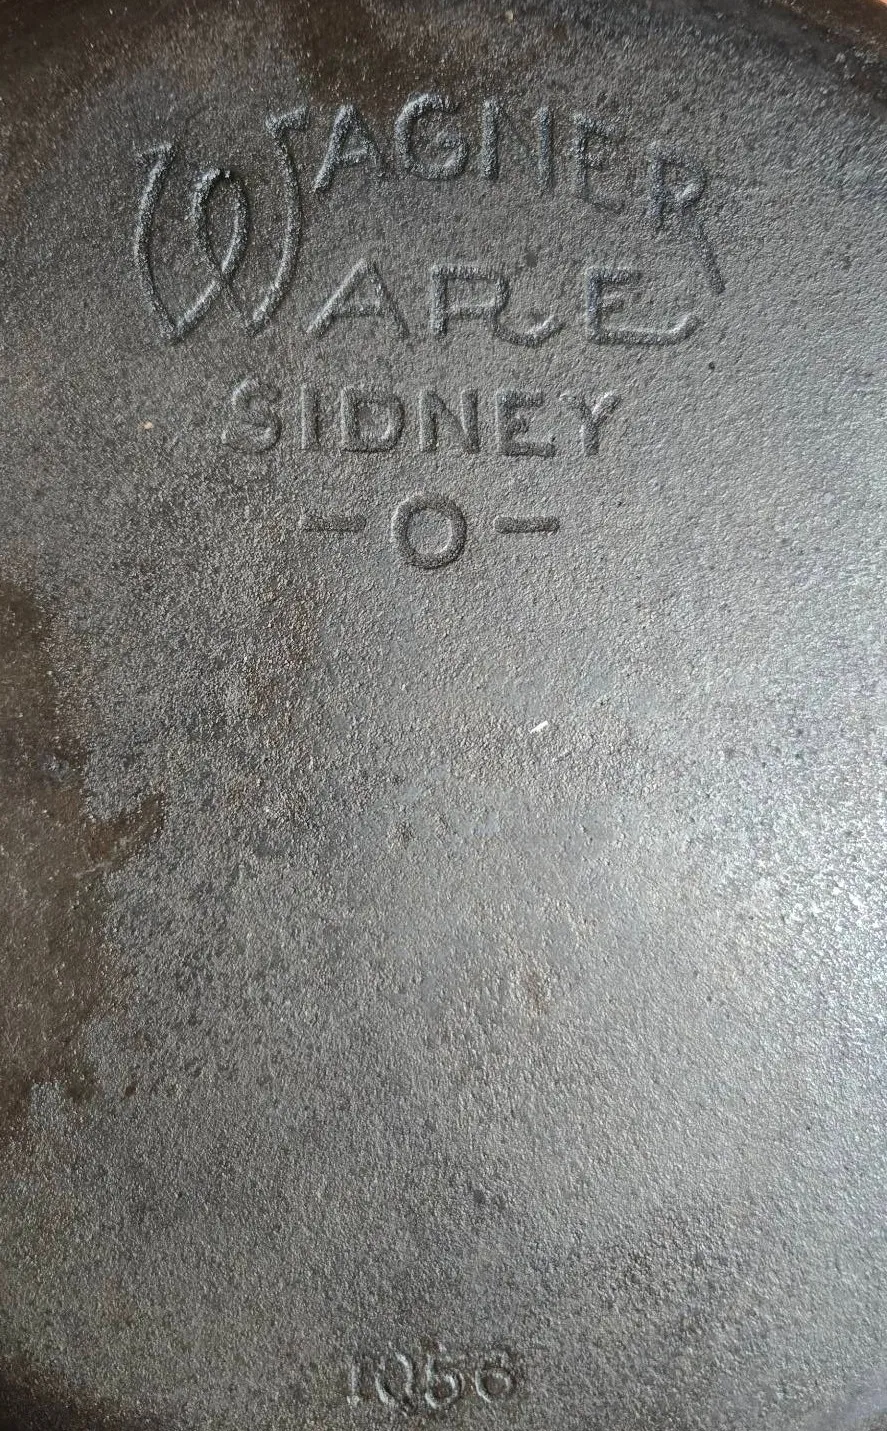 WAGNER
WARE
SIDNEY
-O-
1056